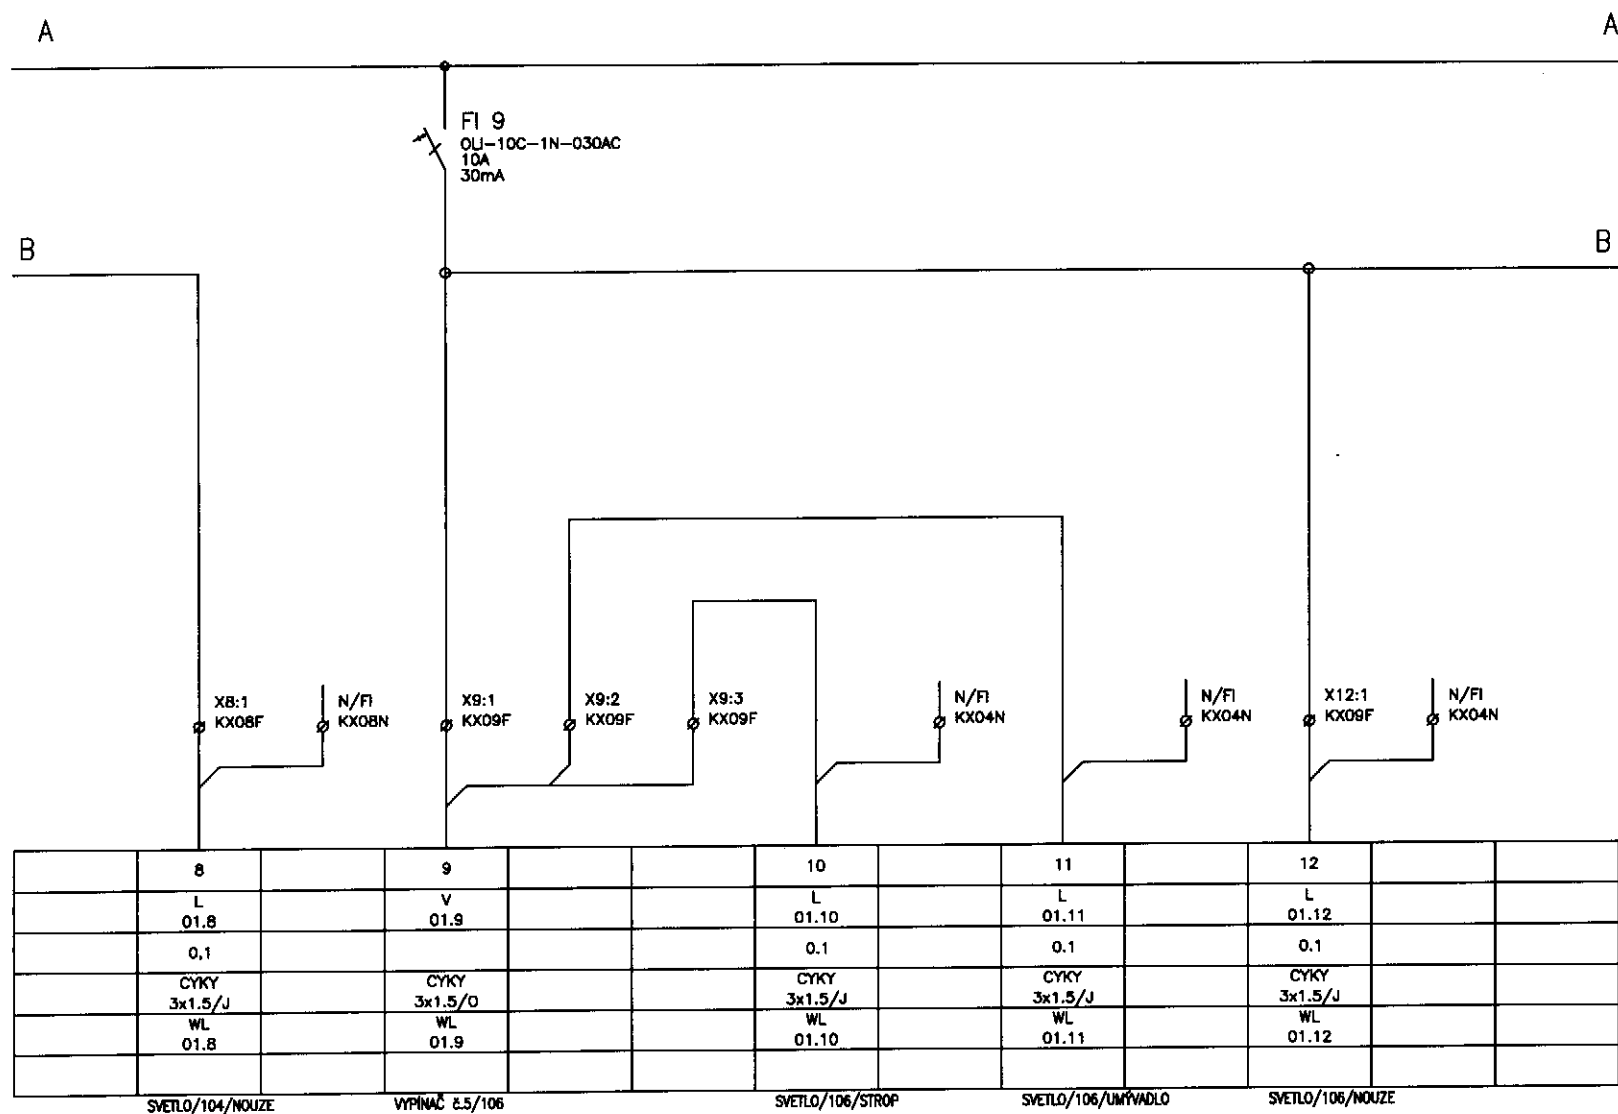 A
A
FI 9
OLI-10C-1N-030AC
10A
30mA
B
B
X8:1
KX08F
N/FI
KX08N
X9:1
KX09F
X9:2
KX09F
X9:3
KX09F
N/FI
KX04N
N/FI
KX04N
X12:1
KX09F
N/FI
KX04N
8 9 10 11 12
L V L L L
01.8 01.9 01.10 01.11 01.12
0.1 0.1 0.1 0.1
CYKY CYKY CYKY CYKY CYKY
3x1.5/J 3x1.5/O 3x1.5/J 3x1.5/J 3x1.5/J
WL WL WL WL WL
01.8 01.9 01.10 01.11 01.12
SVETLO/104/NOUZE VYPÍNAČ č.5/106 SVETLO/106/STROP SVETLO/106/UMÝVADLO SVETLO/106/NOUZE